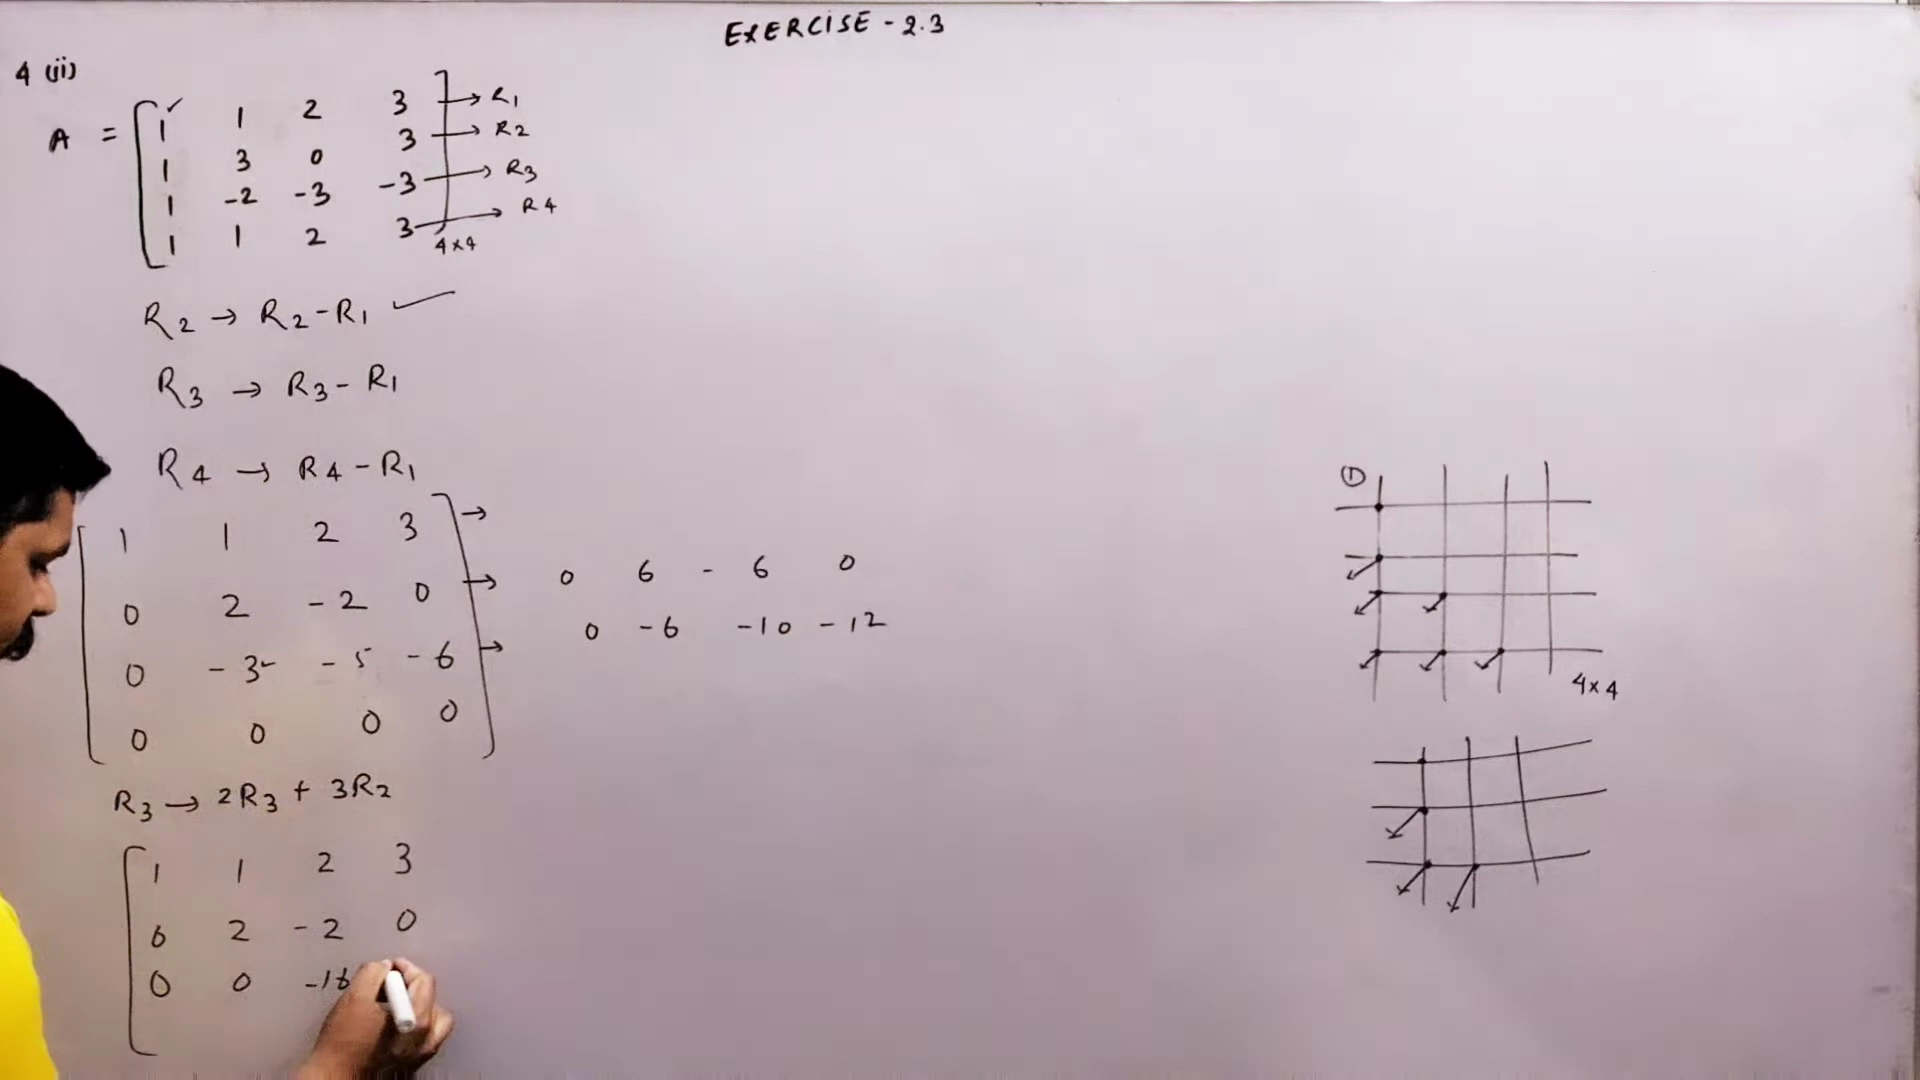 EXERCISE - 2.3
4 (ii)
A = [ 1 1 2 3 → R1
1 3 0 3 → R2
1 -2 -3 -3 → R3
1 1 2 3 ] 4×4 → R4
R2 → R2 - R1
R3 → R3 - R1
R4 → R4 - R1
[ 1 1 2 3 →
0 2 -2 0 → 0 6 - 6 0
0 -3 -5 -6 → 0 -6 -10 -12
0 0 0 0 ]
R3 → 2R3 + 3R2
[ 1 1 2 3
0 2 -2 0
0 0 -16
①
4×4